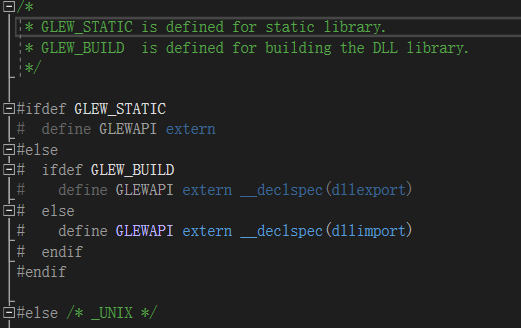 /*
* GLEW_STATIC is defined for static library.
* GLEW_BUILD  is defined for building the DLL library.
*/
#ifdef GLEW_STATIC
#  define GLEWAPI extern
#else
#  ifdef GLEW_BUILD
#    define GLEWAPI extern __declspec(dllexport)
#  else
#    define GLEWAPI extern __declspec(dllimport)
#  endif
#endif
#else /* _UNIX */